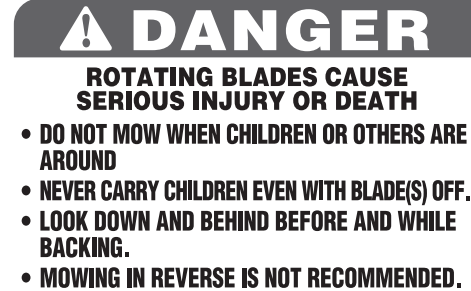 DANGER
ROTATING BLADES CAUSE
SERIOUS INJURY OR DEATH
• DO NOT MOW WHEN CHILDREN OR OTHERS ARE
AROUND
• NEVER CARRY CHILDREN EVEN WITH BLADE(S) OFF.
• LOOK DOWN AND BEHIND BEFORE AND WHILE
BACKING.
• MOWING IN REVERSE IS NOT RECOMMENDED.